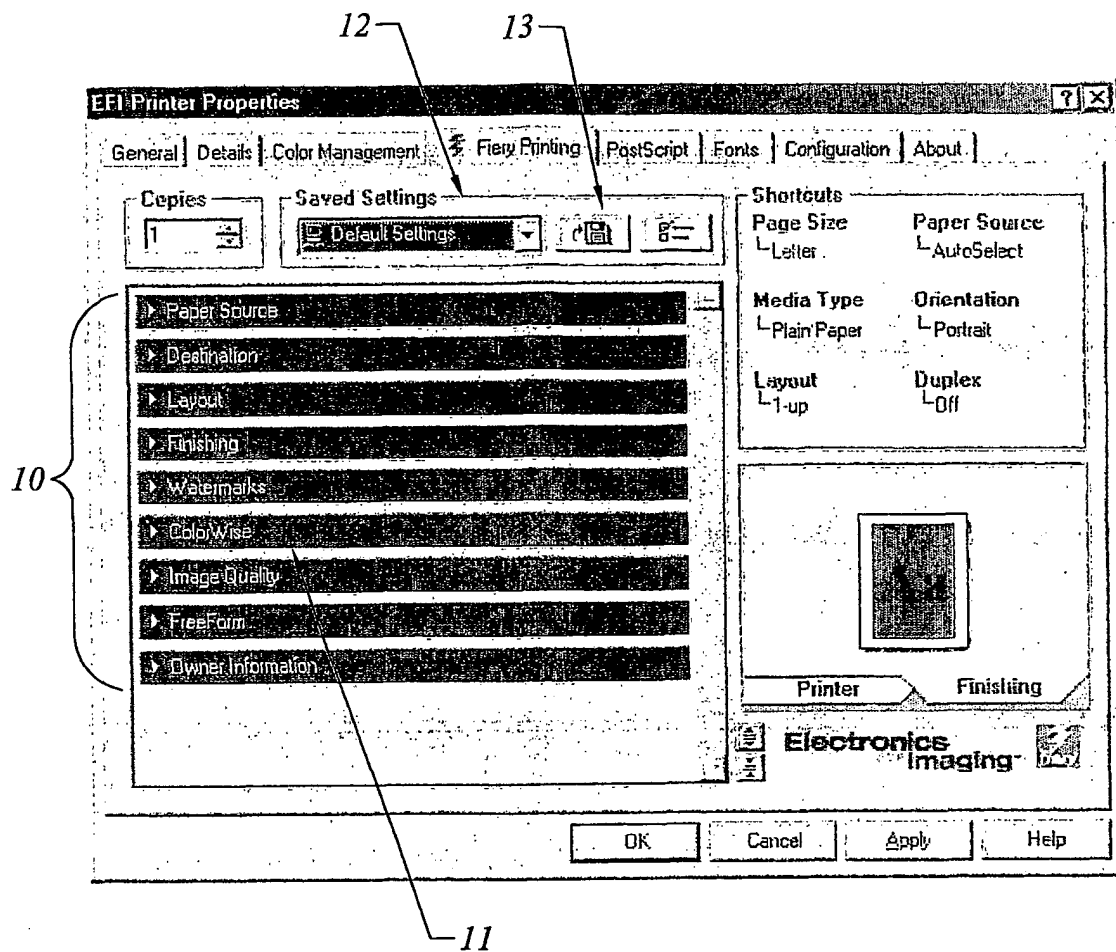 12
13
EFI Printer Properties
General Details Color Management Fiery Printing PostScript Fonts Configuration About
Copies
1
Saved Settings
Default Settings
Shortcuts
Page Size Paper Source
Letter AutoSelect
Media Type Orientation
Plain Paper Portrait
Layout Duplex
1-up Off
10
Paper Source
Destination
Layout
Finishing
Watermarks
ColorWise
Image Quality
FreeForm
Owner Information
Printer Finishing
Electronics
Imaging
OK Cancel Apply Help
11